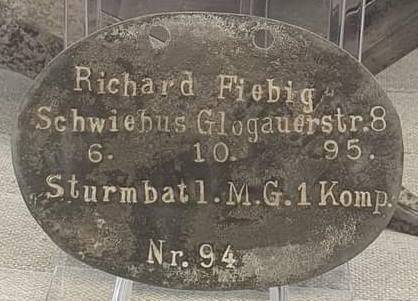 Richard Fiebig
Schwiebus Glogauerstr. 8
6. 10. 95.
Sturmbatl. M.G. 1 Komp.
Nr. 94